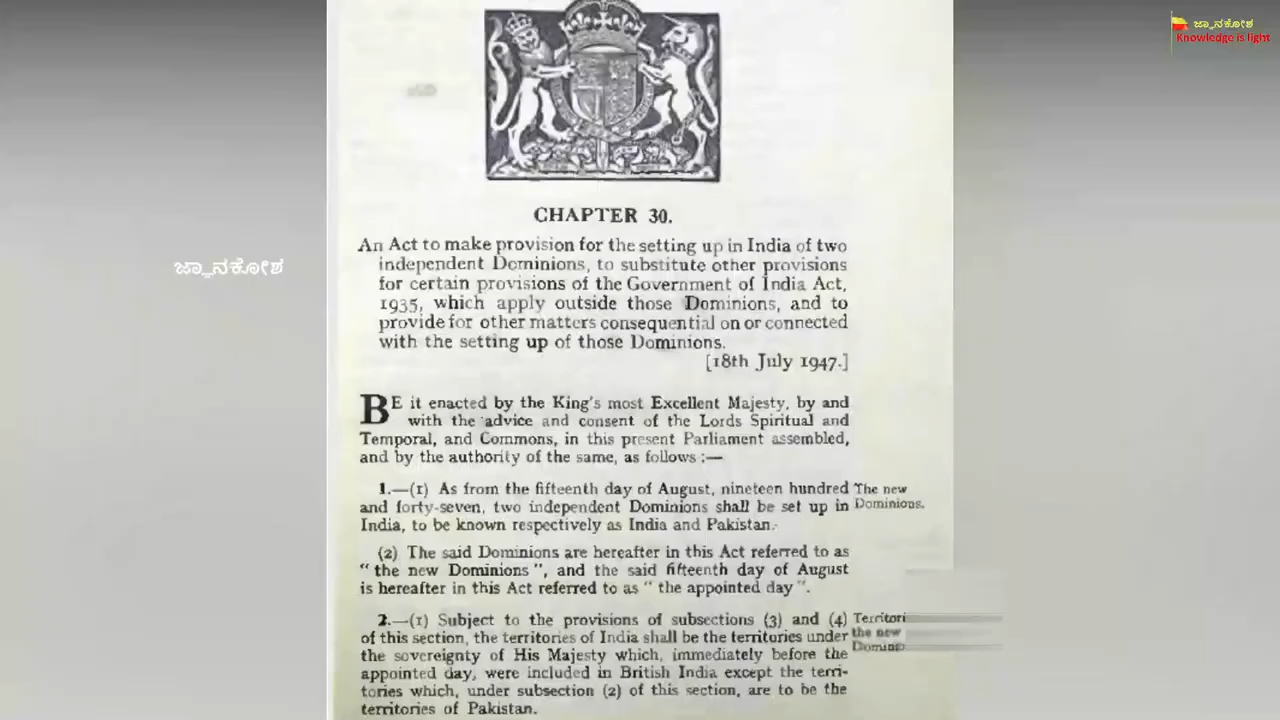 ಜ್ಞಾನಕೋಶ
Knowledge is light
ಜ್ಞಾನಕೋಶ
CHAPTER 30.
An Act to make provision for the setting up in India of two
independent Dominions, to substitute other provisions
for certain provisions of the Government of India Act,
1935, which apply outside those Dominions, and to
provide for other matters consequential on or connected
with the setting up of those Dominions.
[18th July 1947.]
BE it enacted by the King's most Excellent Majesty, by and
with the advice and consent of the Lords Spiritual and
Temporal, and Commons, in this present Parliament assembled,
and by the authority of the same, as follows :—
1.—(1) As from the fifteenth day of August, nineteen hundred
and forty-seven, two independent Dominions shall be set up in
India, to be known respectively as India and Pakistan.
The new
Dominions.
(2) The said Dominions are hereafter in this Act referred to as
" the new Dominions ", and the said fifteenth day of August
is hereafter in this Act referred to as " the appointed day ".
2.—(1) Subject to the provisions of subsections (3) and (4)
of this section, the territories of India shall be the territories under
the sovereignty of His Majesty which, immediately before the
appointed day, were included in British India except the terri-
tories which, under subsection (2) of this section, are to be the
territories of Pakistan.
Territori
the new